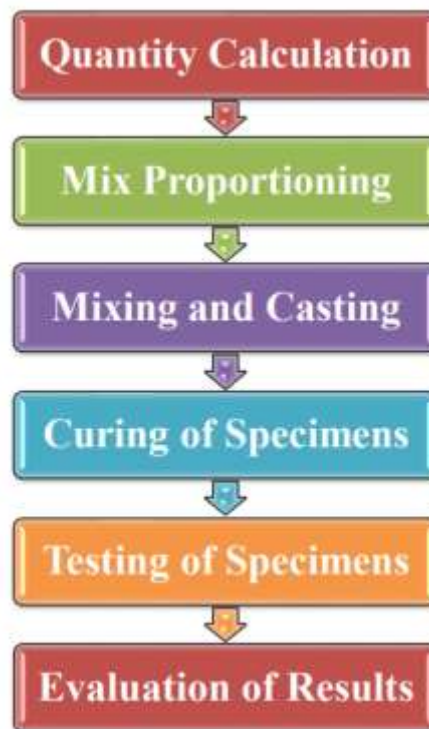 Quantity Calculation
Mix Proportioning
Mixing and Casting
Curing of Specimens
Testing of Specimens
Evaluation of Results